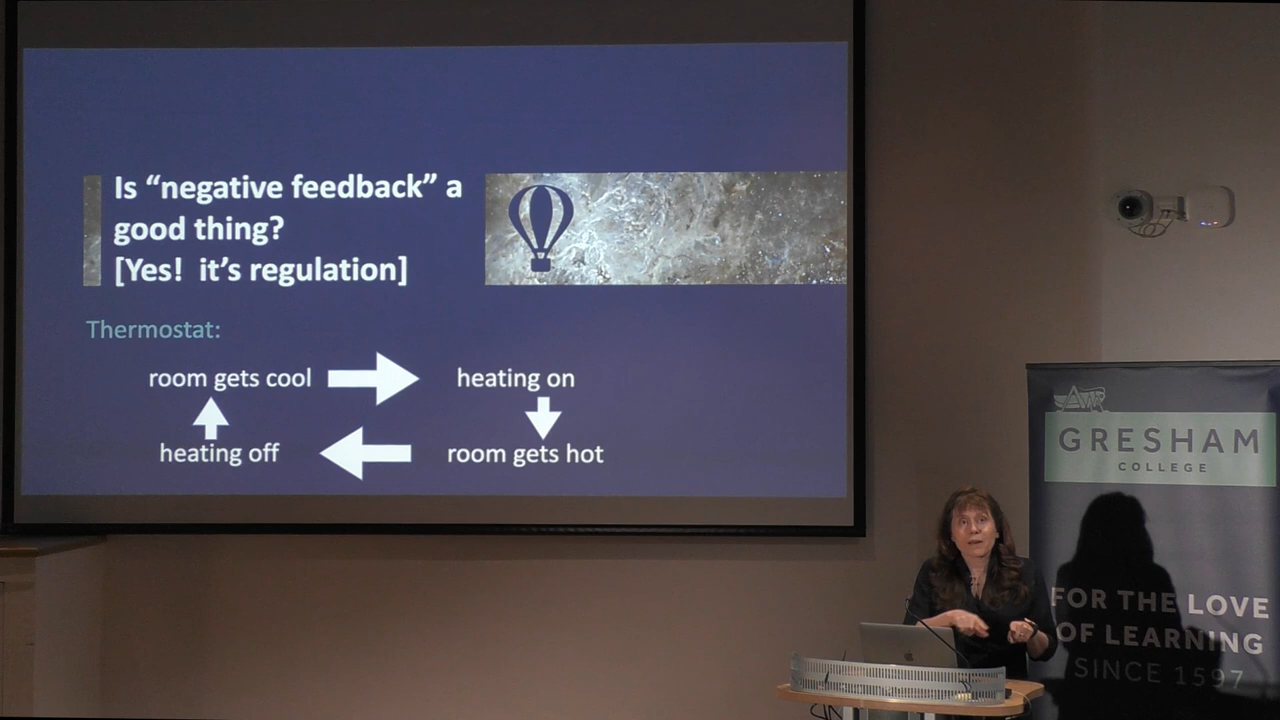 Is “negative feedback” a
good thing?
[Yes!  it’s regulation]
Thermostat:
room gets cool
heating on
heating off
room gets hot
GRESHAM
COLLEGE
FOR THE LOVE
OF LEARNING
SINCE 1597